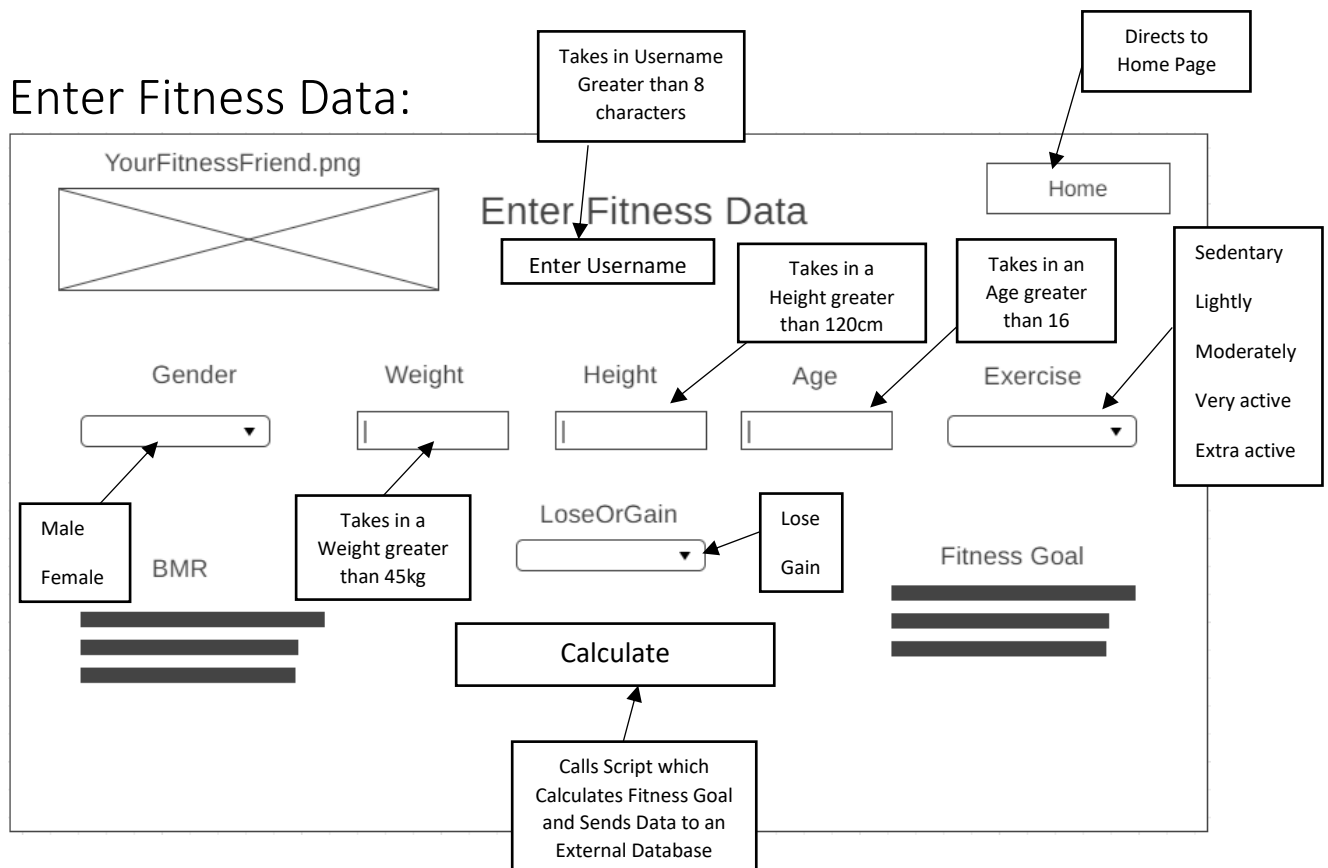 Takes in Username
Greater than 8
characters
Directs to
Home Page
Enter Fitness Data:
YourFitnessFriend.png
Home
Enter Fitness Data
Enter Username
Takes in a
Height greater
than 120cm
Takes in an
Age greater
than 16
Sedentary
Lightly
Moderately
Very active
Extra active
Gender
Weight
Height
Age
Exercise
Male
Female
Takes in a
Weight greater
than 45kg
LoseOrGain
Lose
Gain
BMR
Fitness Goal
Calculate
Calls Script which
Calculates Fitness Goal
and Sends Data to an
External Database